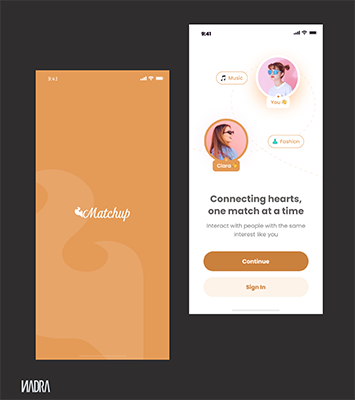 9:41
Matchup
9:41
Music
You 👋
Fashion
Clara
Connecting hearts,
one match at a time
Interact with people with the same
interest like you
Continue
Sign In
NADRA